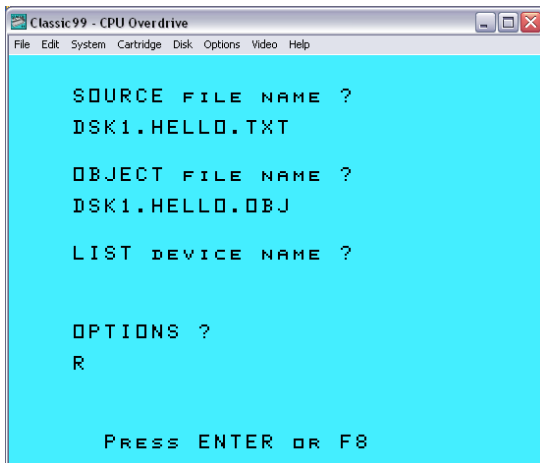 Classic99 - CPU Overdrive
File Edit System Cartridge Disk Options Video Help
SOURCE FILE NAME ?
DSK1.HELLO.TXT
OBJECT FILE NAME ?
DSK1.HELLO.OBJ
LIST DEVICE NAME ?
OPTIONS ?
R
PRESS ENTER OR F8